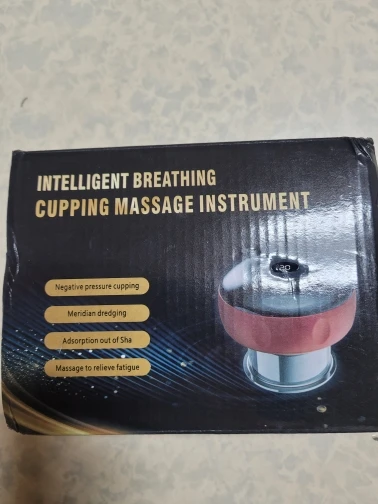 INTELLIGENT BREATHING
CUPPING MASSAGE INSTRUMENT
Negative pressure cupping
Meridian dredging
Adsorption out of Sha
Massage to relieve fatigue